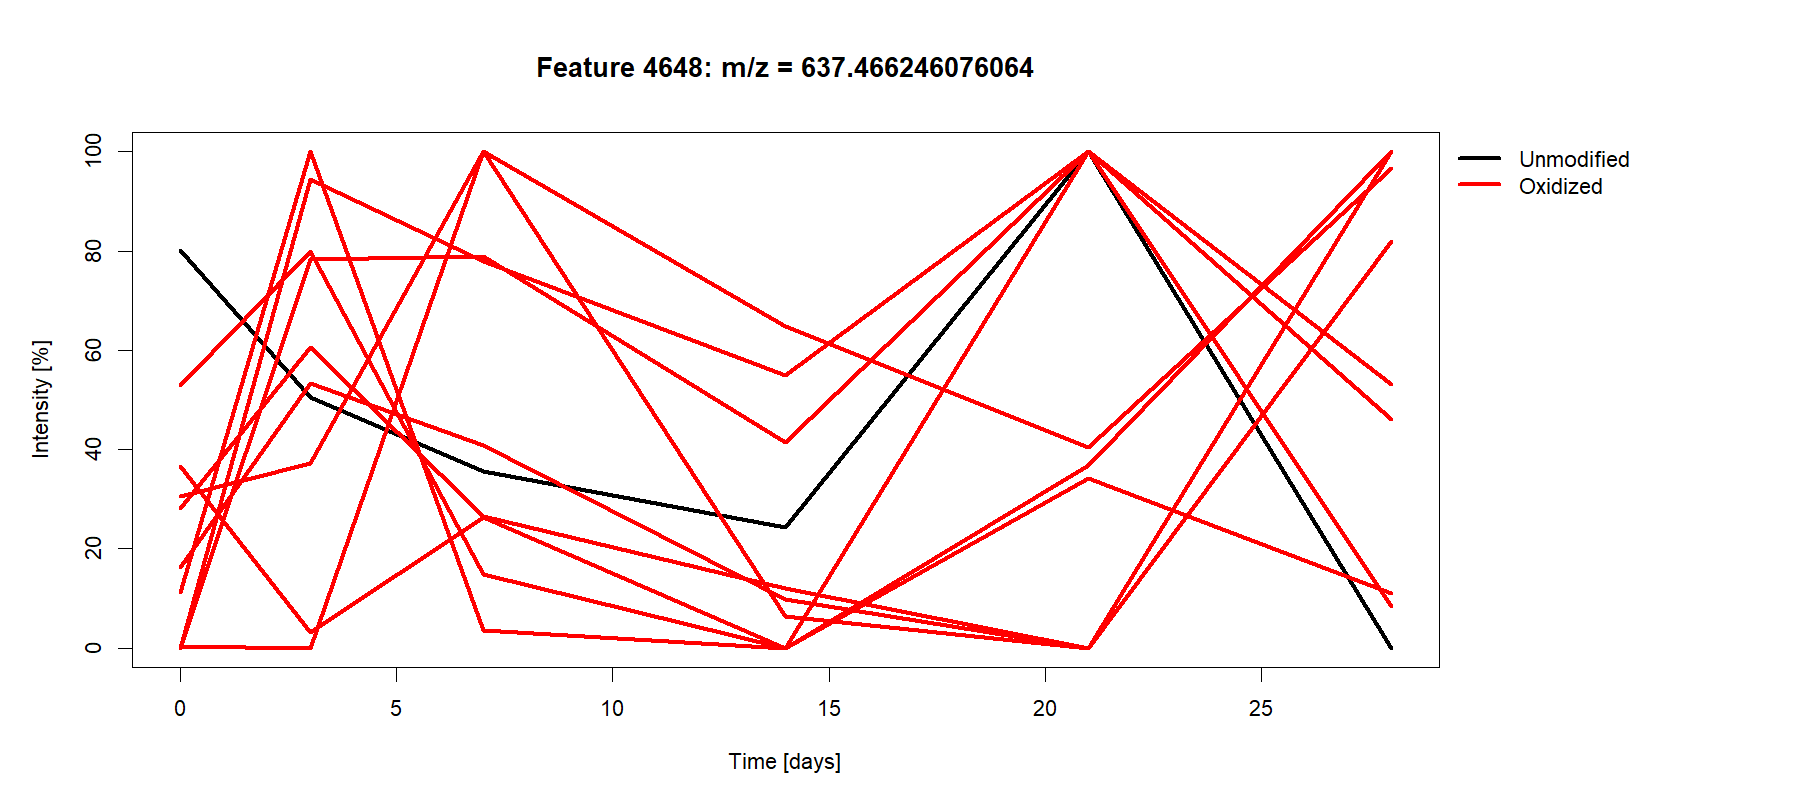 Feature 4648: m/z = 637.466246076064
Unmodified
Oxidized
Intensity [%]
100
80
60
40
20
0
0 5 10 15 20 25
Time [days]